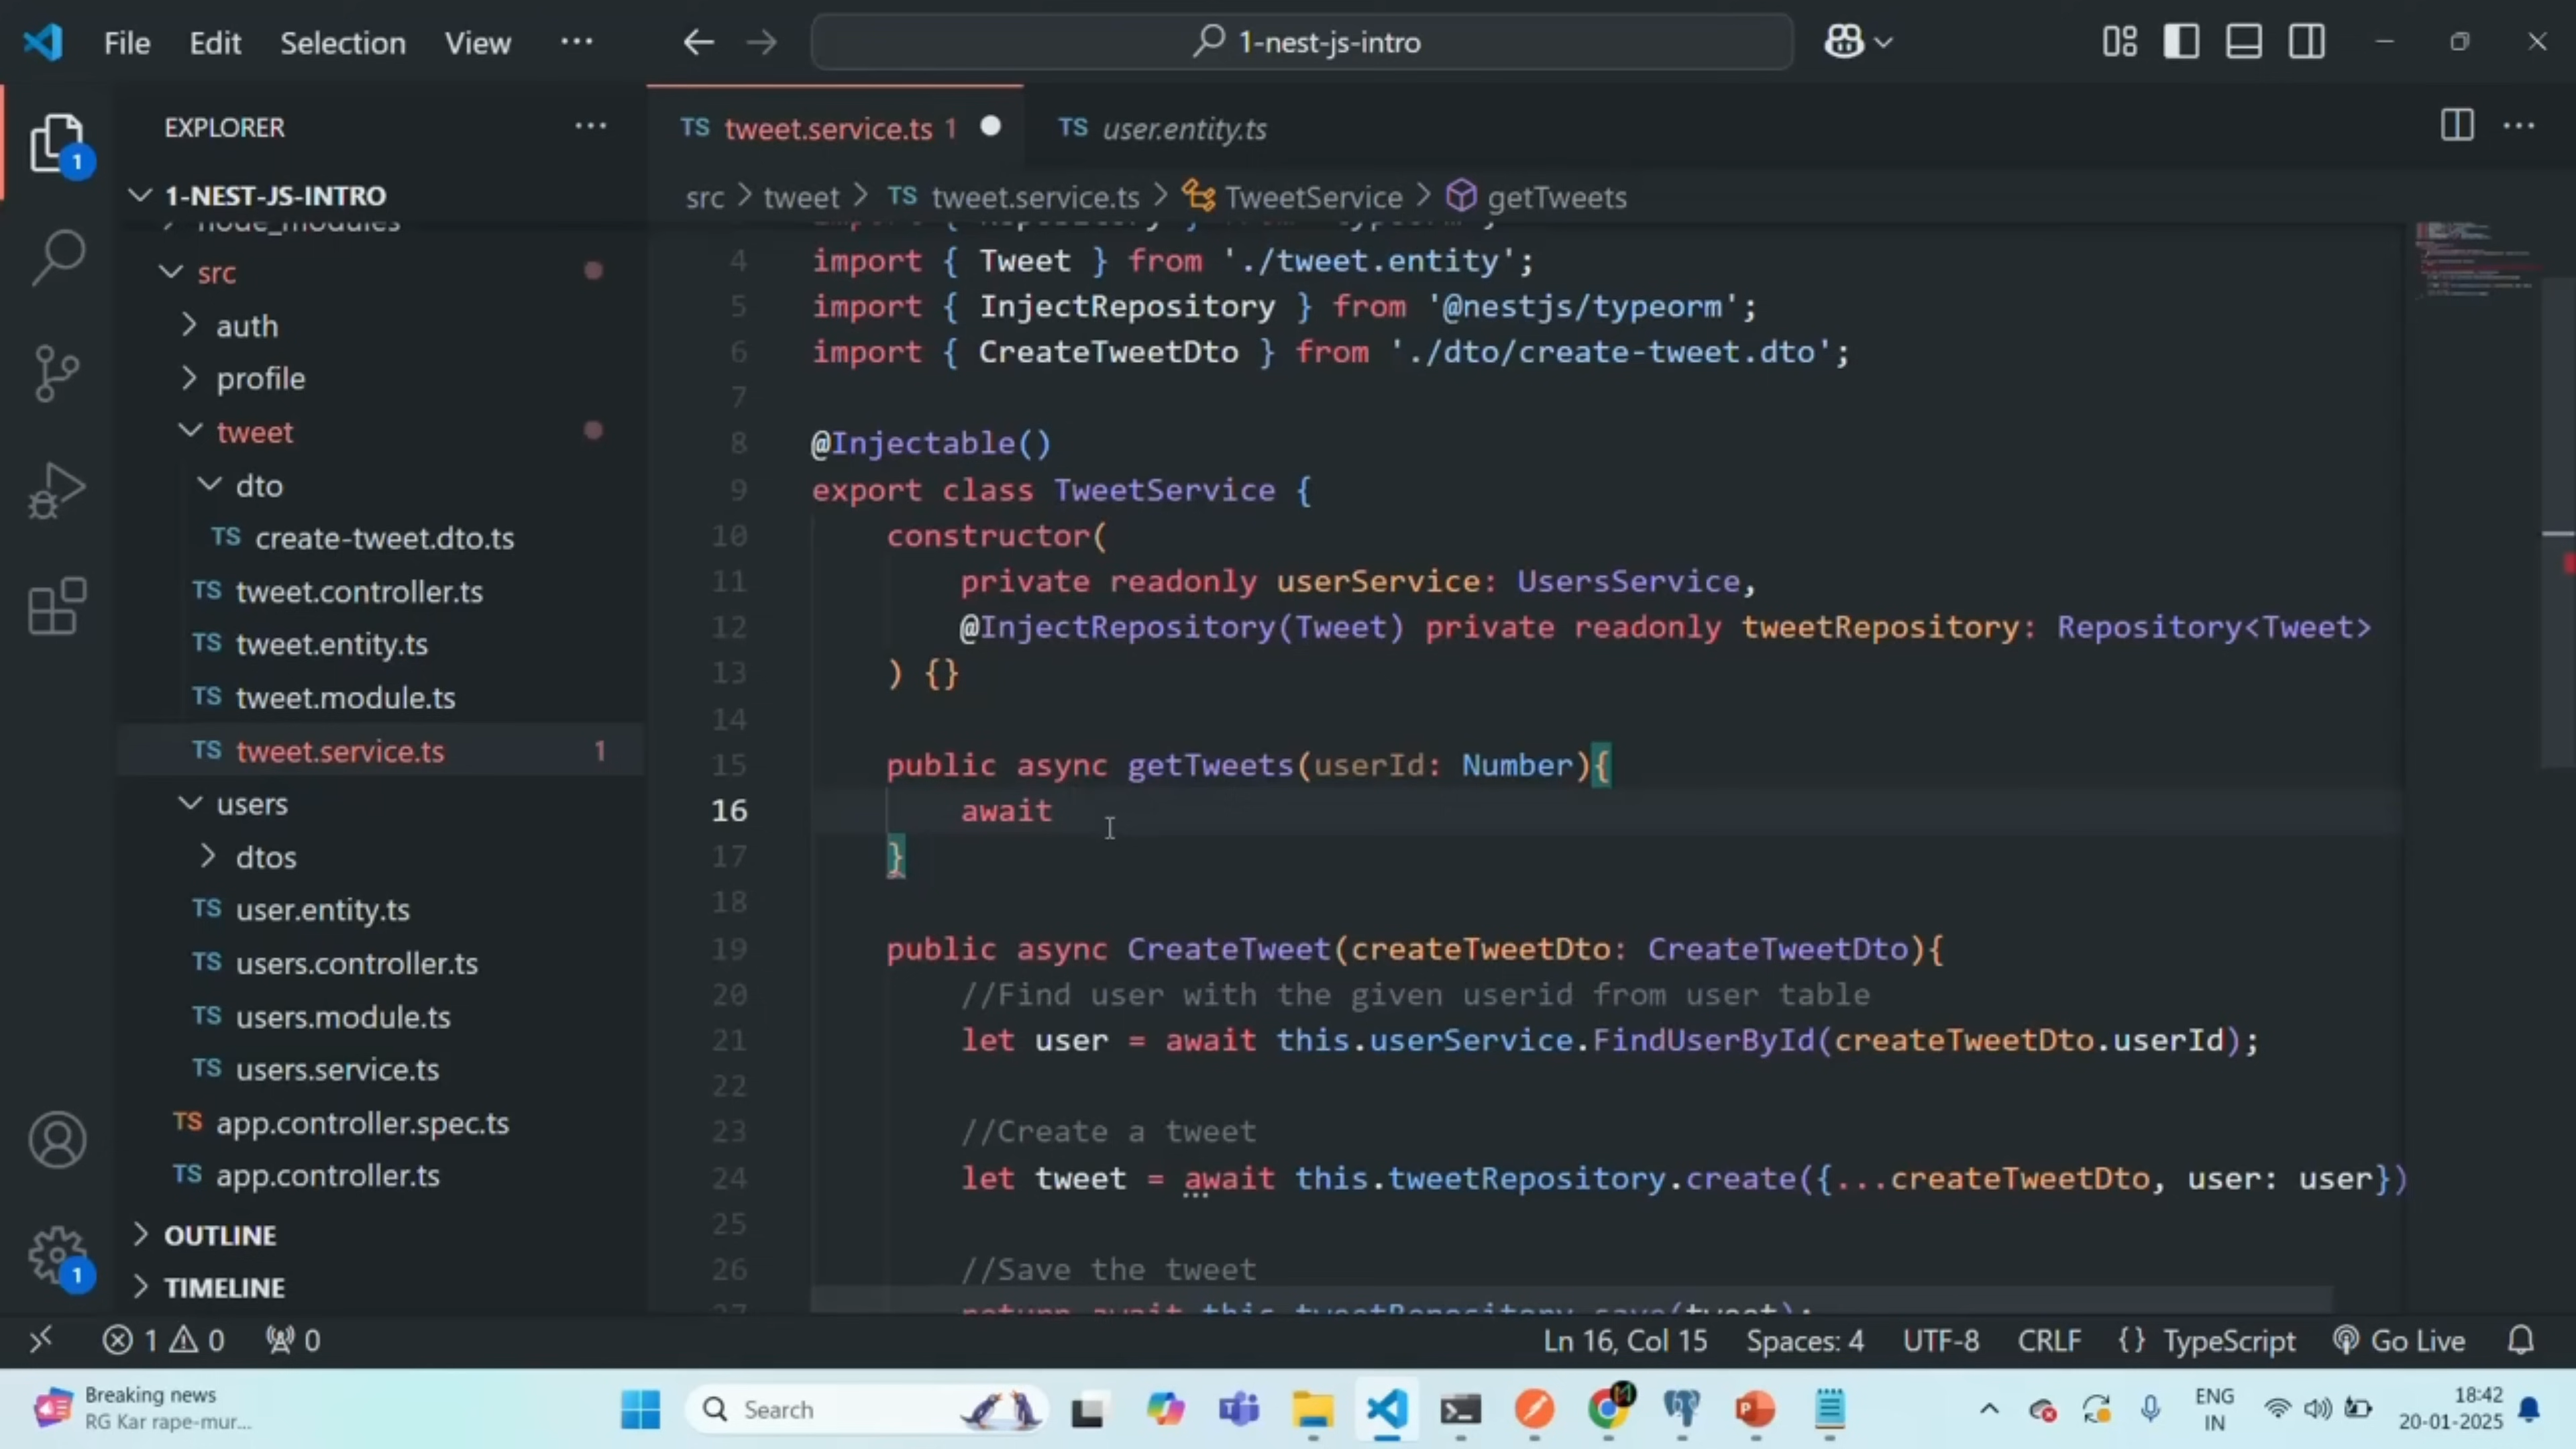 File Edit Selection View ··· 1-nest-js-intro
EXPLORER ···
1-NEST-JS-INTRO
node_modules
src
auth
profile
tweet
dto
TS create-tweet.dto.ts
TS tweet.controller.ts
TS tweet.entity.ts
TS tweet.module.ts
TS tweet.service.ts 1
users
dtos
TS user.entity.ts
TS users.controller.ts
TS users.module.ts
TS users.service.ts
TS app.controller.spec.ts
TS app.controller.ts
OUTLINE
TIMELINE
1
1
TS tweet.service.ts 1 TS user.entity.ts
src > tweet > TS tweet.service.ts > TweetService > getTweets
4 import { Tweet } from './tweet.entity';
5 import { InjectRepository } from '@nestjs/typeorm';
6 import { CreateTweetDto } from './dto/create-tweet.dto';
7
8 @Injectable()
9 export class TweetService {
10 constructor(
11 private readonly userService: UsersService,
12 @InjectRepository(Tweet) private readonly tweetRepository: Repository<Tweet>
13 ) {}
14
15 public async getTweets(userId: Number){
16 await
17 }
18
19 public async CreateTweet(createTweetDto: CreateTweetDto){
20 //Find user with the given userid from user table
21 let user = await this.userService.FindUserById(createTweetDto.userId);
22
23 //Create a tweet
24 let tweet = await this.tweetRepository.create({...createTweetDto, user: user})
25
26 //Save the tweet
27 return await this.tweetRepository.save(tweet);
1 0 0 Ln 16, Col 15 Spaces: 4 UTF-8 CRLF {} TypeScript Go Live
Breaking news
RG Kar rape-mur...
Search
ENG
IN
18:42
20-01-2025